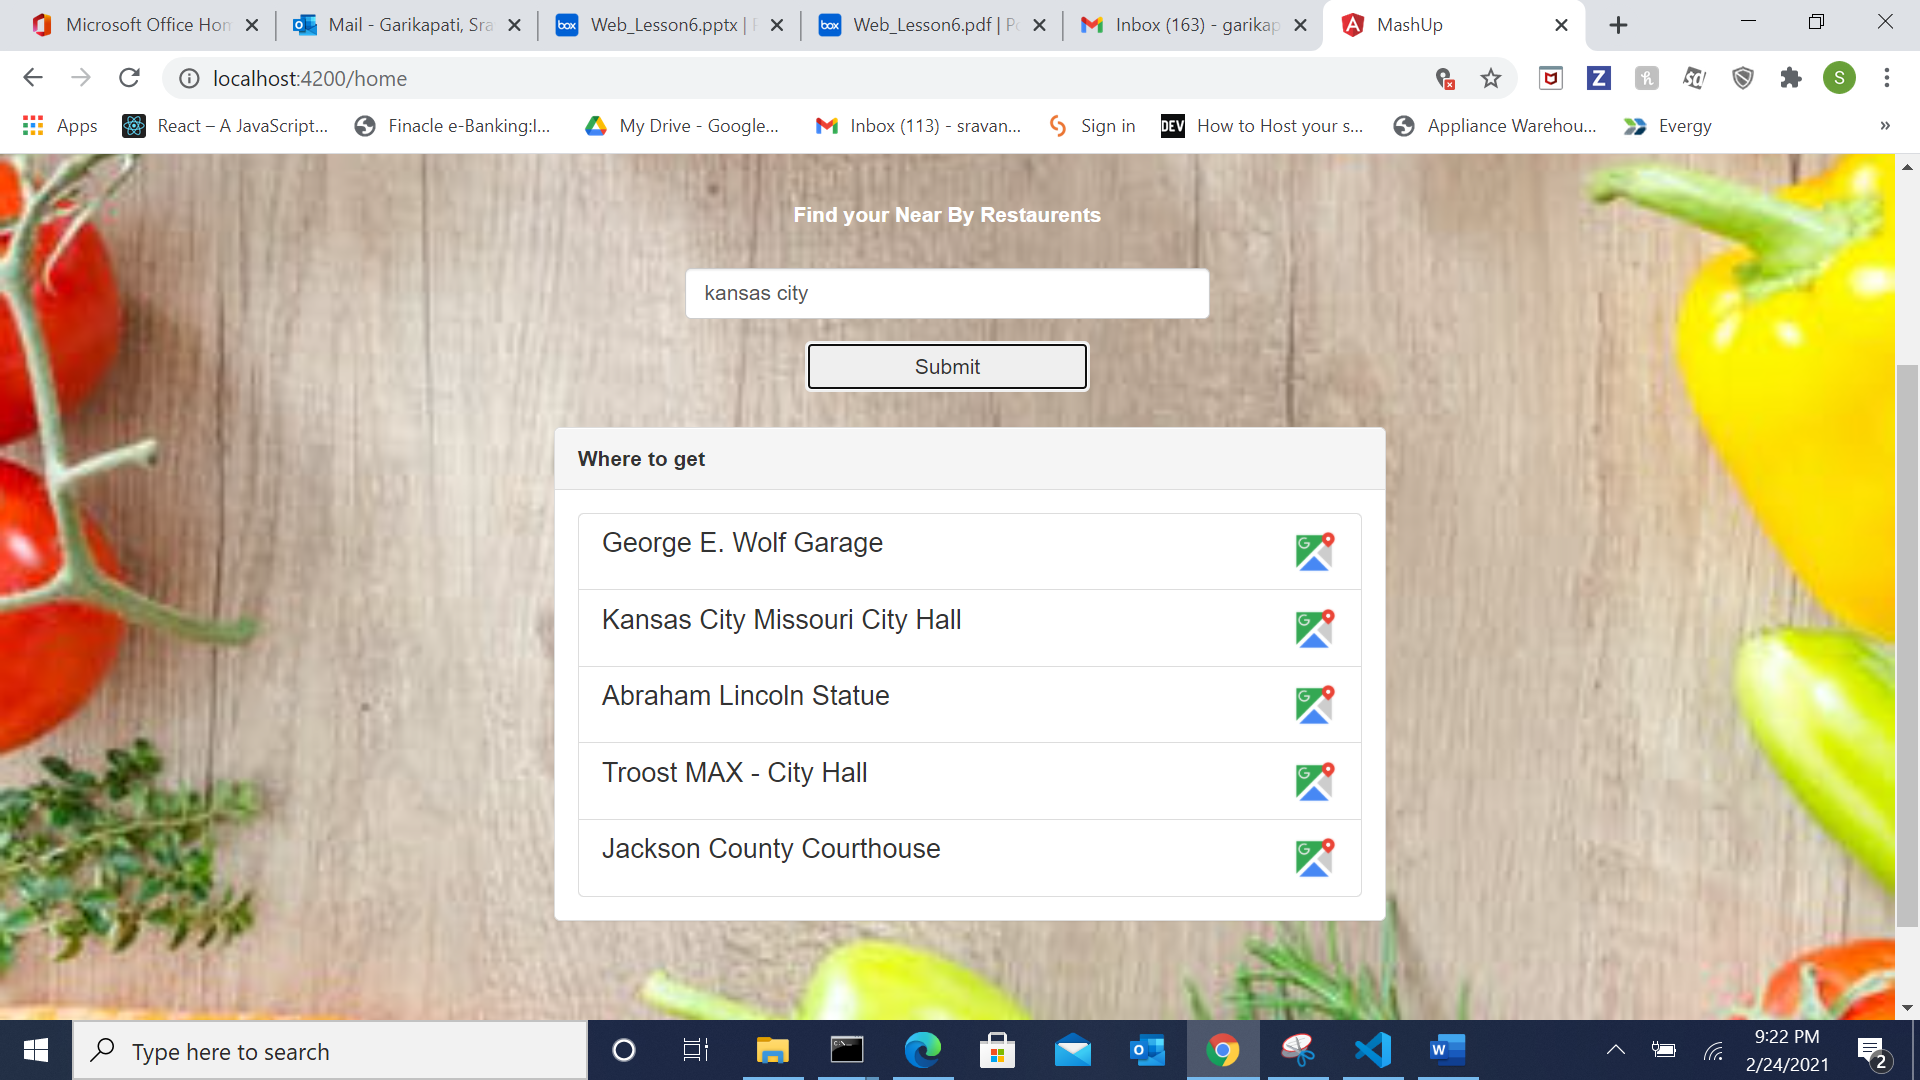 Microsoft Office Hon
Mail - Garikapati, Sra
box Web_Lesson6.pptx |
box Web_Lesson6.pdf | Po
Inbox (163) - garikap
MashUp
localhost:4200/home
S
Apps
React – A JavaScript...
Finacle e-Banking:I...
My Drive - Google...
Inbox (113) - sravan...
Sign in
DEV How to Host your s...
Appliance Warehou...
Evergy
»
Find your Near By Restaurents
kansas city
Submit
Where to get
George E. Wolf Garage
Kansas City Missouri City Hall
Abraham Lincoln Statue
Troost MAX - City Hall
Jackson County Courthouse
Type here to search
9:22 PM
2/24/2021
2